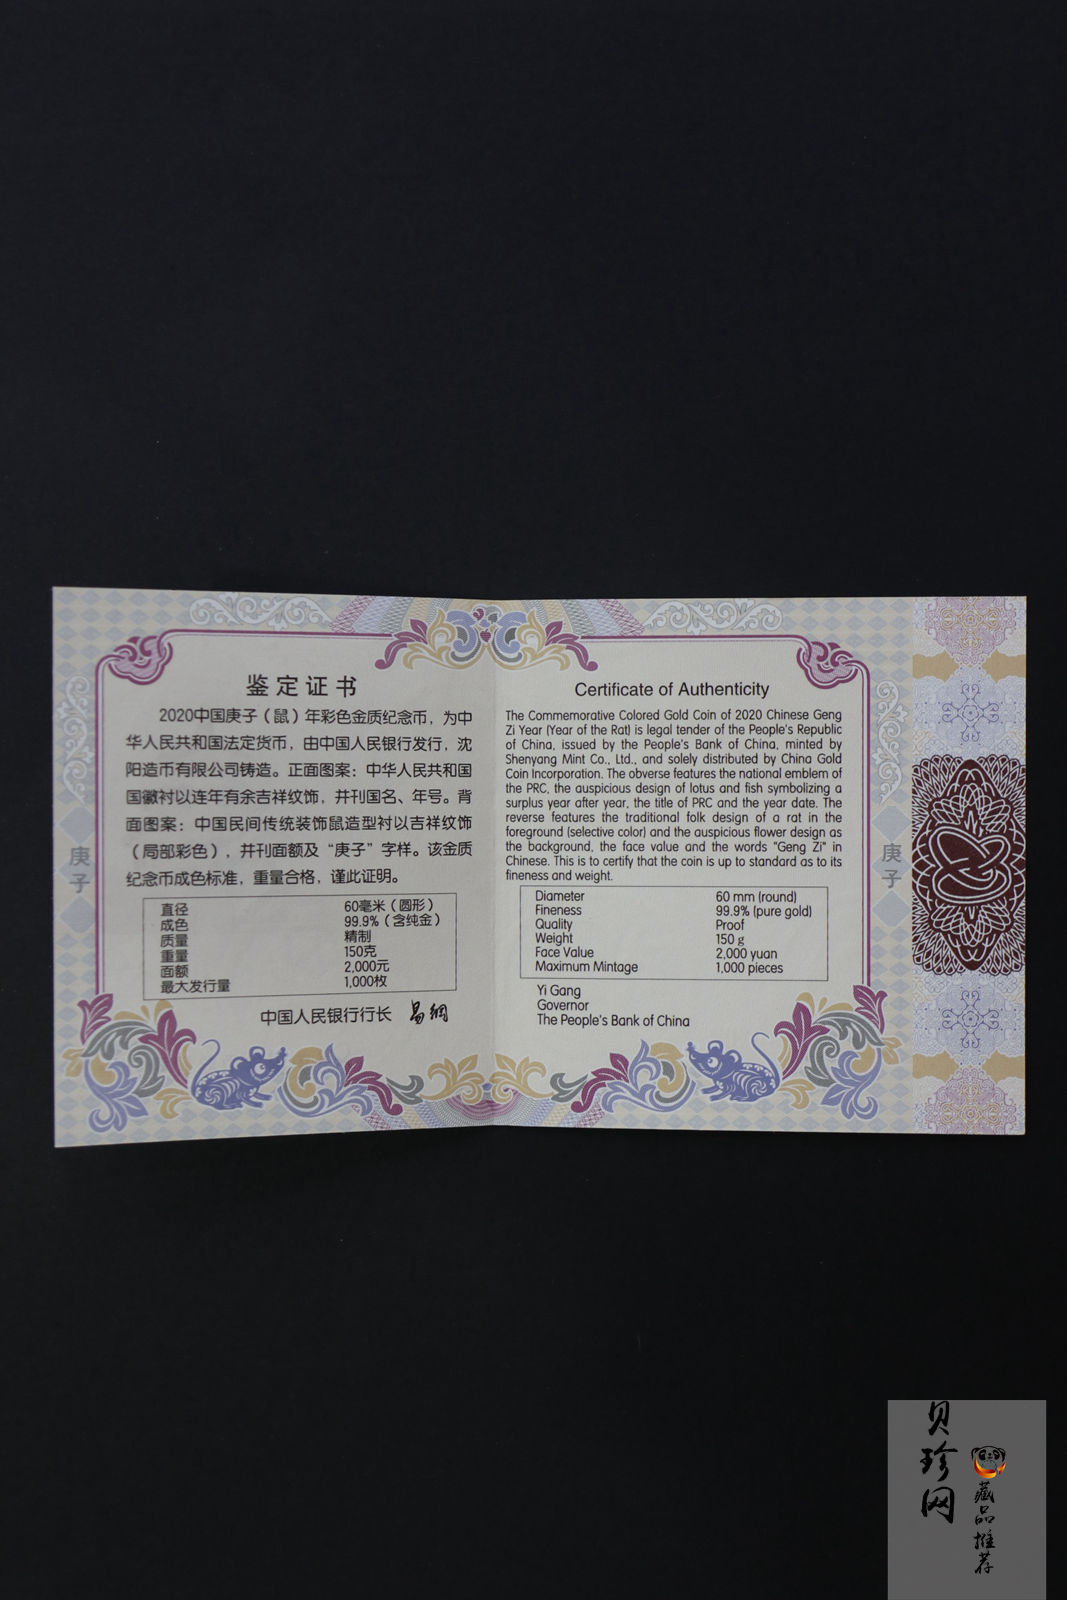 鉴定证书
2020中国庚子(鼠)年彩色金质纪念币，为中
华人民共和国法定货币，由中国人民银行发行，沈
阳造币有限公司铸造。正面图案：中华人民共和国
国徽衬以连年有余吉祥纹饰，并刊国名、年号。背
面图案：中国民间传统装饰鼠造型衬以吉祥纹饰
(局部彩色)，并刊面额及“庚子”字样。该金质
纪念币成色标准，重量合格，谨此证明。
直径 60毫米(圆形)
成色 99.9%(含纯金)
质量 精制
重量 150克
面额 2,000元
最大发行量 1,000枚
中国人民银行行长 易纲
庚子
Certificate of Authenticity
The Commemorative Colored Gold Coin of 2020 Chinese Geng
Zi Year (Year of the Rat) is legal tender of the People's Republic
of China, issued by the People's Bank of China, minted by
Shenyang Mint Co., Ltd., and solely distributed by China Gold
Coin Incorporation. The obverse features the national emblem of
the PRC, the auspicious design of lotus and fish symbolizing a
surplus year after year, the title of PRC and the year date. The
reverse features the traditional folk design of a rat in the
foreground (selective color) and the auspicious flower design as
the background, the face value and the words "Geng Zi" in
Chinese. This is to certify that the coin is up to standard as to its
fineness and weight.
Diameter 60 mm (round)
Fineness 99.9% (pure gold)
Quality Proof
Weight 150 g
Face Value 2,000 yuan
Maximum Mintage 1,000 pieces
Yi Gang
Governor
The People's Bank of China
庚子
贝珍网
藏品推荐